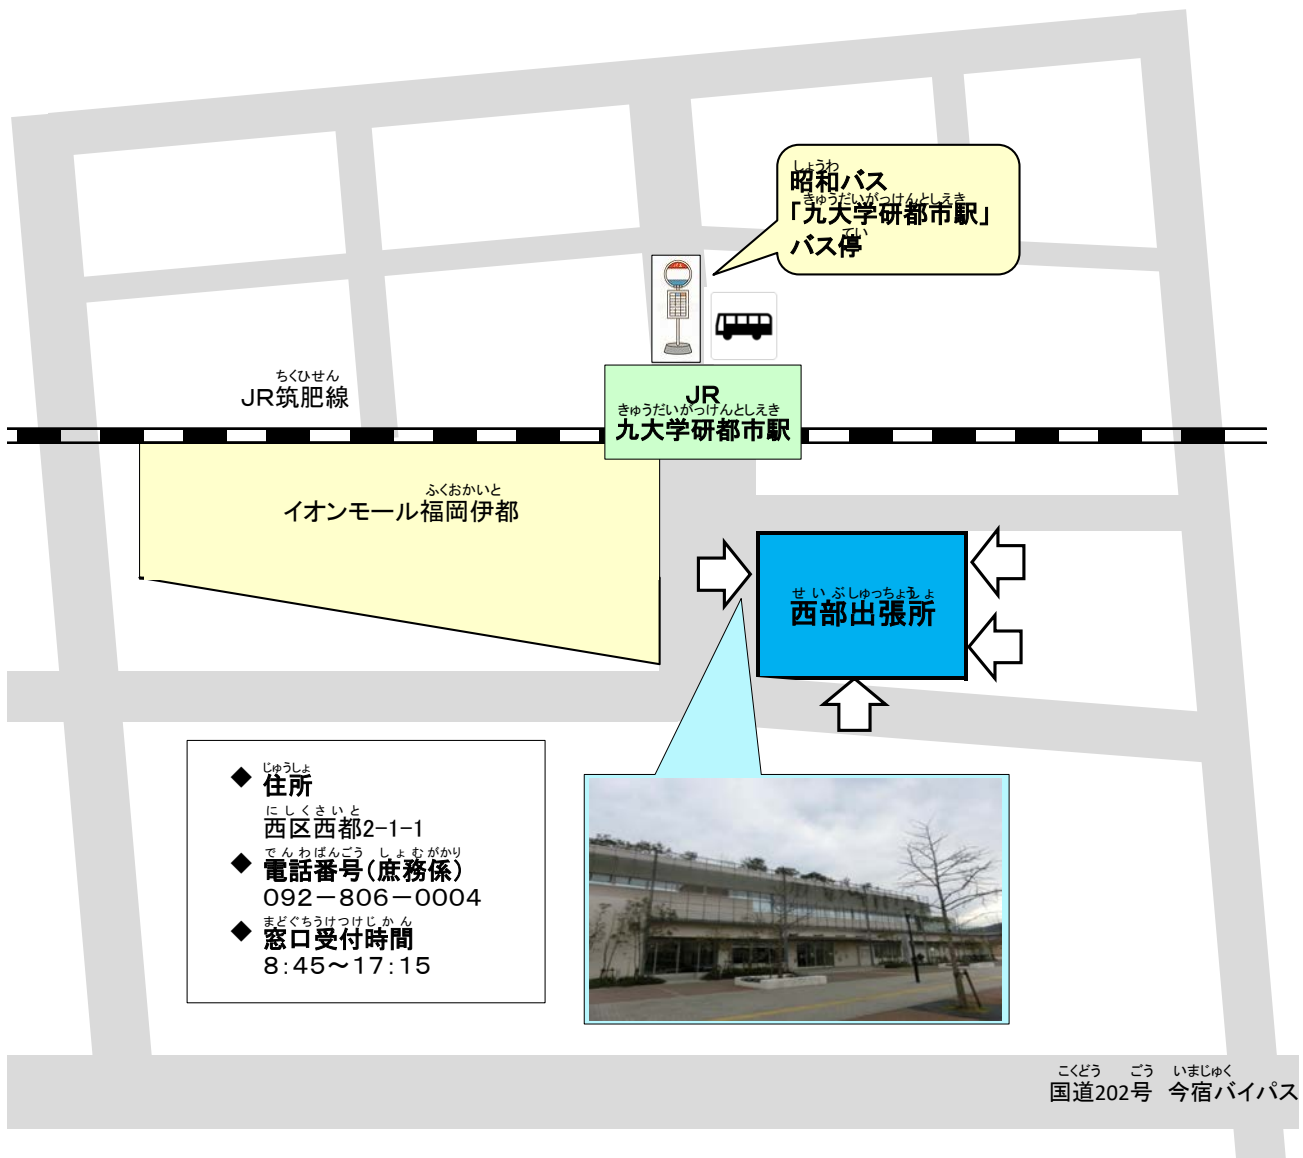 しょうわ
昭和バス
きゅうだいがっけんとしえき
「九大学研都市駅」
てい
バス停
ちくひせん
JR筑肥線
JR
きゅうだいがっけんとしえき
九大学研都市駅
ふくおかいと
イオンモール福岡伊都
せいぶしゅっちょうじょ
西部出張所
じゅうしょ
◆ 住所
にしくさいと
西区西都2-1-1
でんわばんごう しょむがかり
◆ 電話番号(庶務係)
092-806-0004
まどぐちうけつけじかん
◆ 窓口受付時間
8:45~17:15
こくどう ごう いまじゅく
国道202号 今宿バイパス